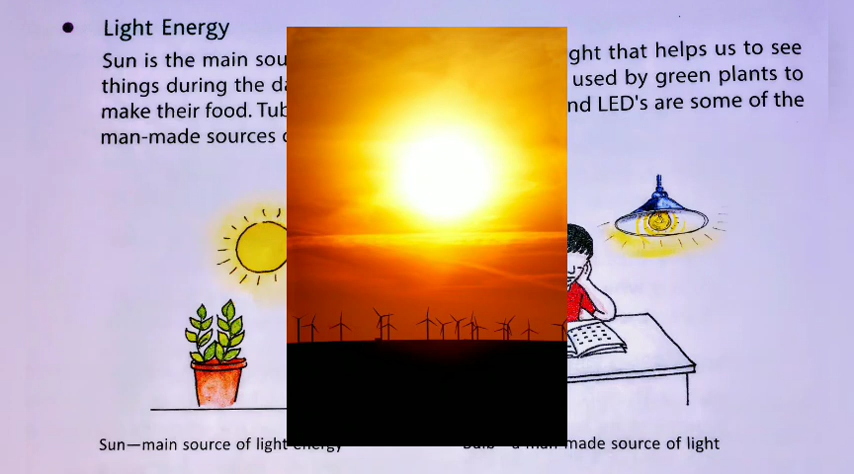 Light Energy
Sun is the main sou ght that helps us to see
things during the da used by green plants to
make their food. Tub nd LED's are some of the
man-made sources o
Sun—main source of light energy
Bulb—a man-made source of light